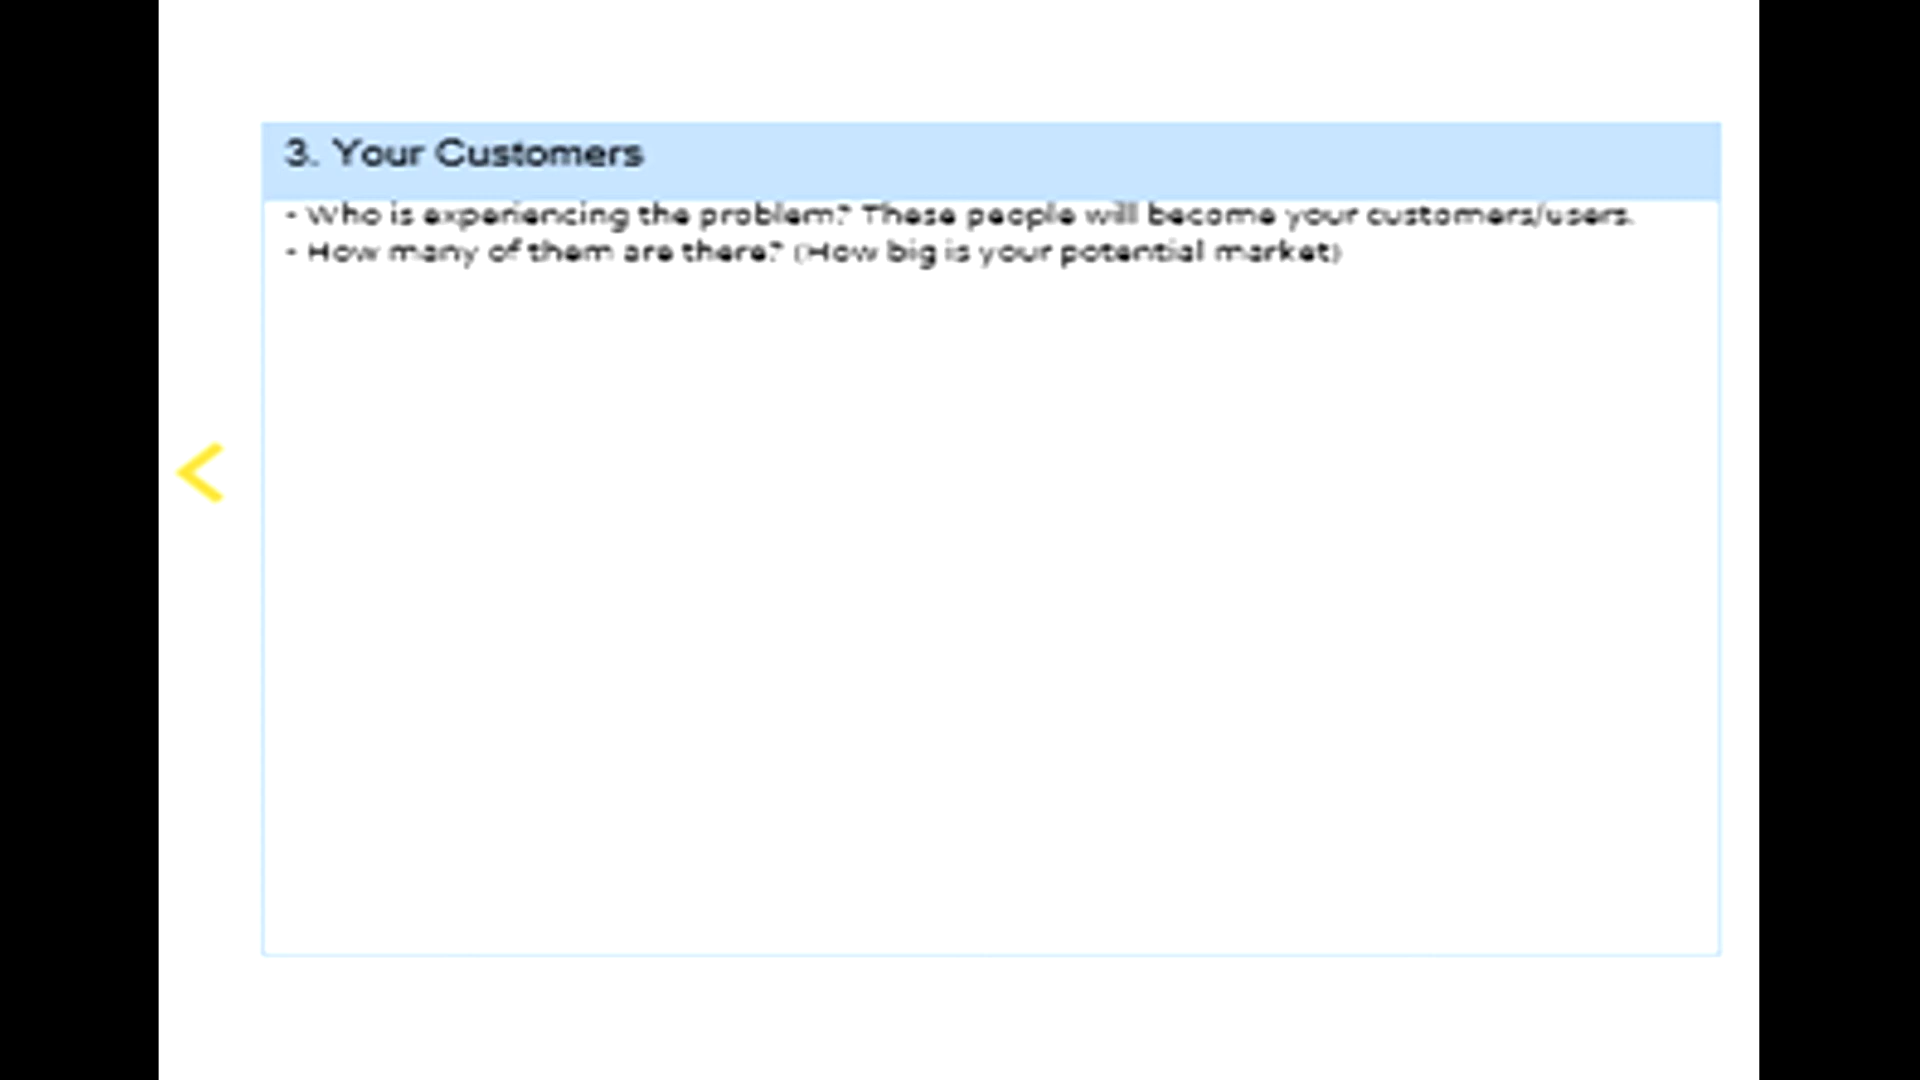 3. Your Customers
- Who is experiencing the problem? These people will become your customers/users.
- How many of them are there? (How big is your potential market)